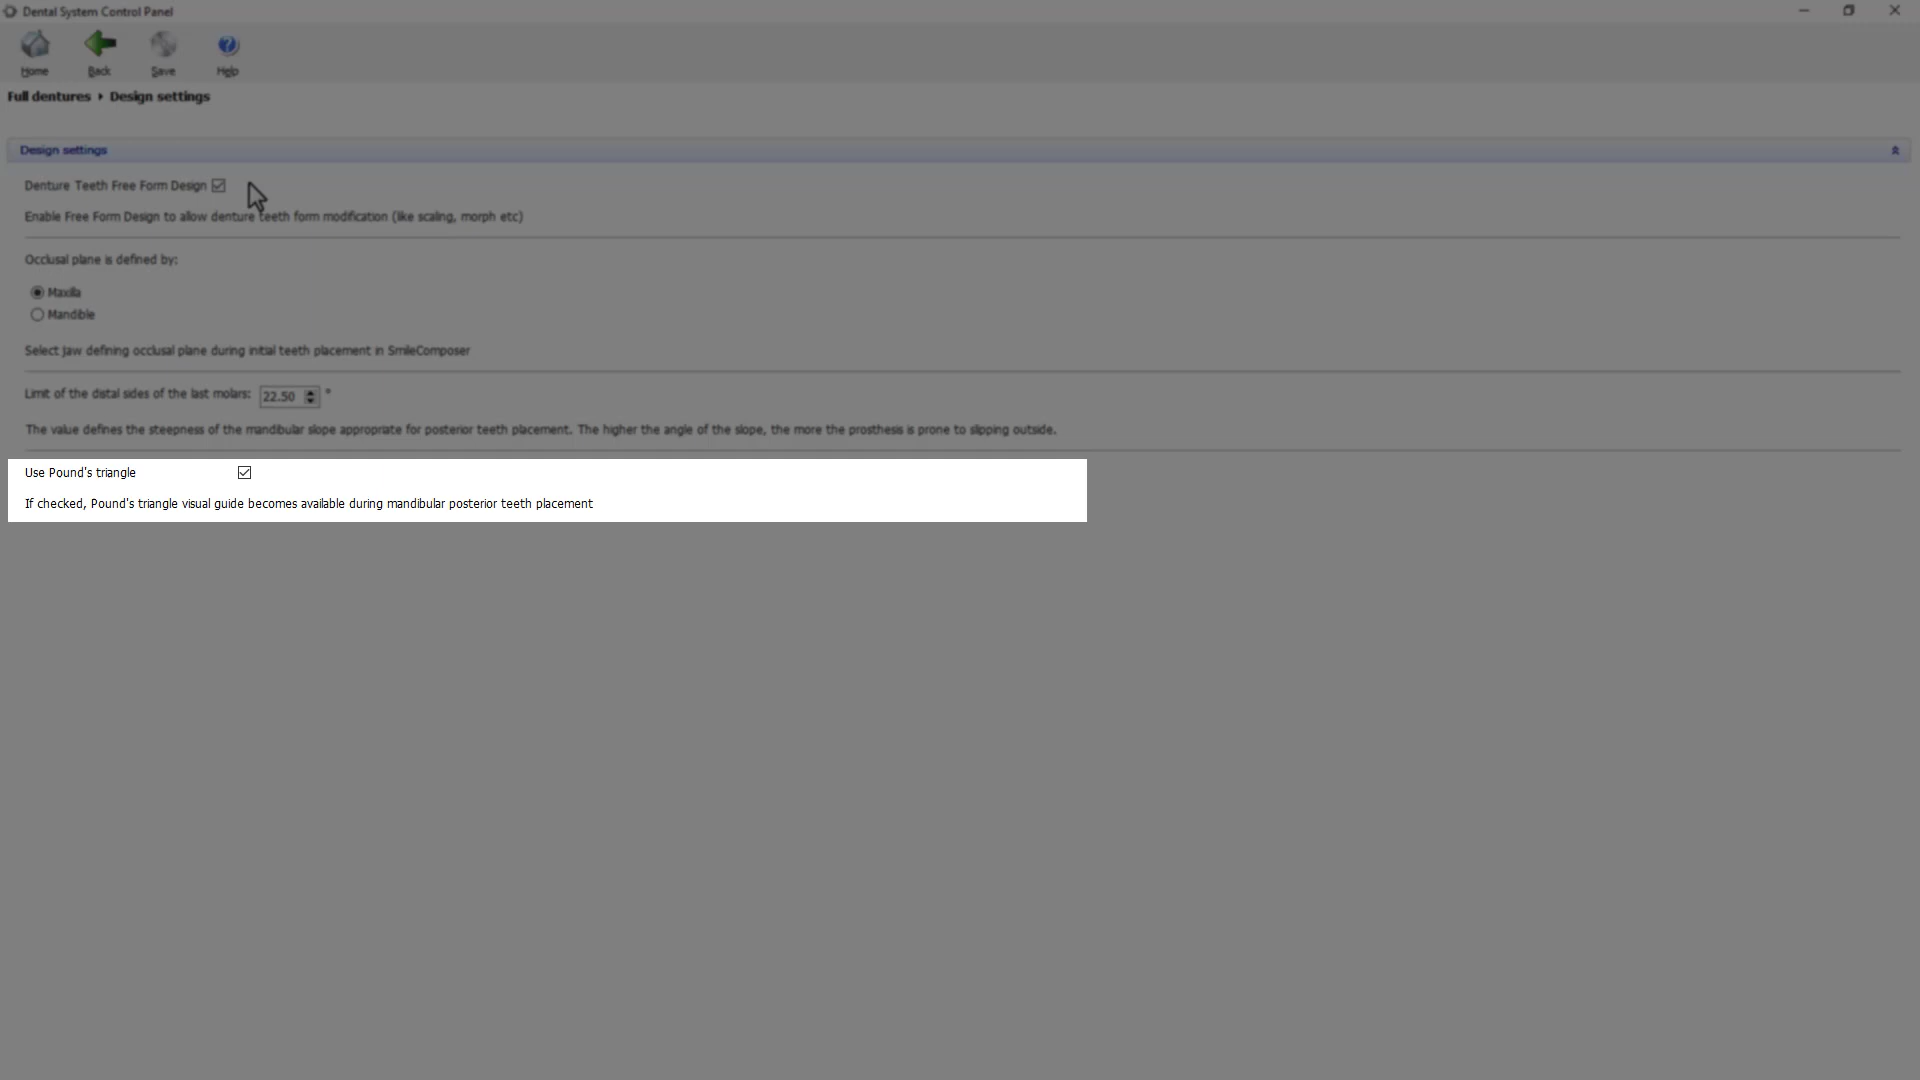 Dental System Control Panel
Home Back Save Help
Full dentures ▸ Design settings
Design settings
Denture Teeth Free Form Design
Enable Free Form Design to allow denture teeth form modification (like scaling, morph etc)
Occlusal plane is defined by:
Maxilla
Mandible
Select jaw defining occlusal plane during initial teeth placement in SmileComposer
Limit of the distal sides of the last molars: 22.50 °
The value defines the steepness of the mandibular slope appropriate for posterior teeth placement. The higher the angle of the slope, the more the prosthesis is prone to slipping outside.
Use Pound's triangle
If checked, Pound's triangle visual guide becomes available during mandibular posterior teeth placement